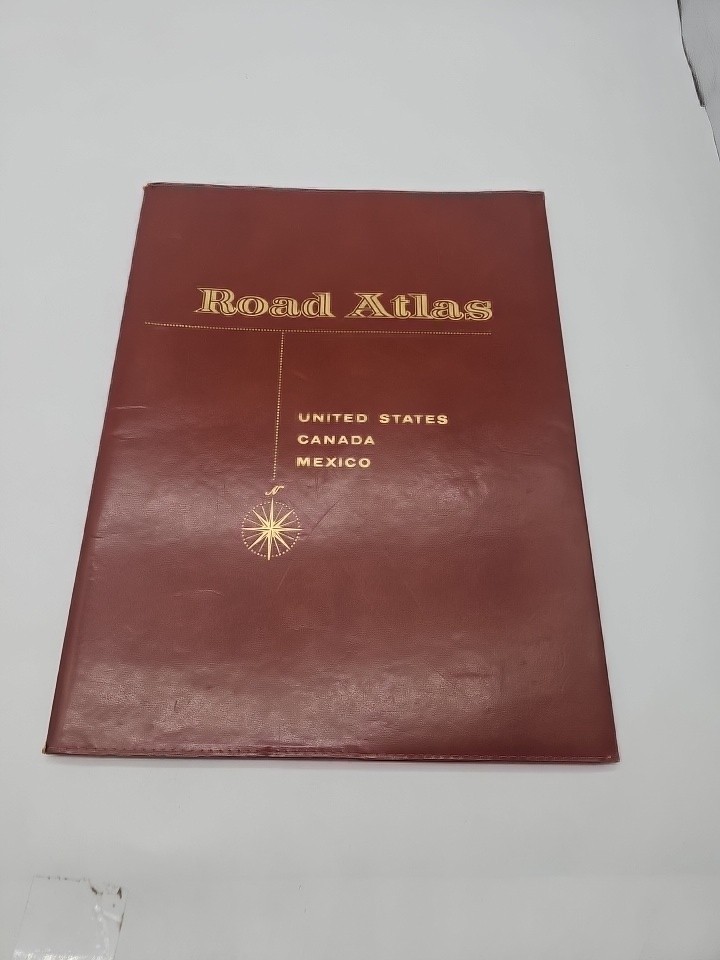 Road Atlas
UNITED STATES
CANADA
MEXICO
N